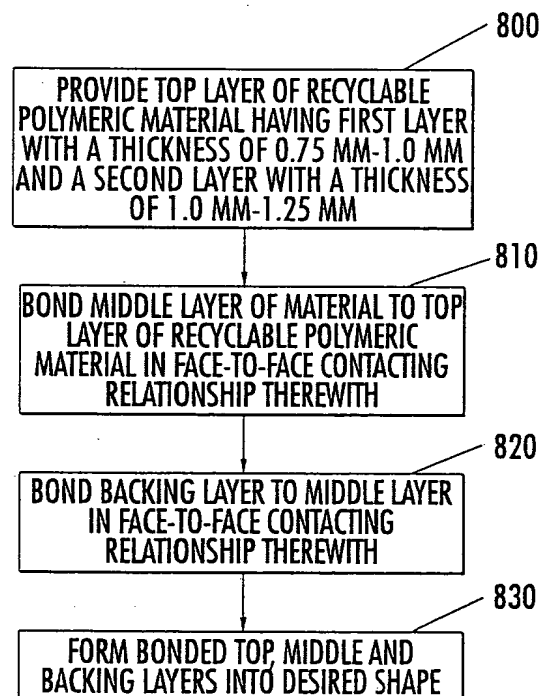 800
PROVIDE TOP LAYER OF RECYCLABLE
POLYMERIC MATERIAL HAVING FIRST LAYER
WITH A THICKNESS OF 0.75 MM-1.0 MM
AND A SECOND LAYER WITH A THICKNESS
OF 1.0 MM-1.25 MM
810
BOND MIDDLE LAYER OF MATERIAL TO TOP
LAYER OF RECYCLABLE POLYMERIC
MATERIAL IN FACE-TO-FACE CONTACTING
RELATIONSHIP THEREWITH
820
BOND BACKING LAYER TO MIDDLE LAYER
IN FACE-TO-FACE CONTACTING
RELATIONSHIP THEREWITH
830
FORM BONDED TOP, MIDDLE AND
BACKING LAYERS INTO DESIRED SHAPE